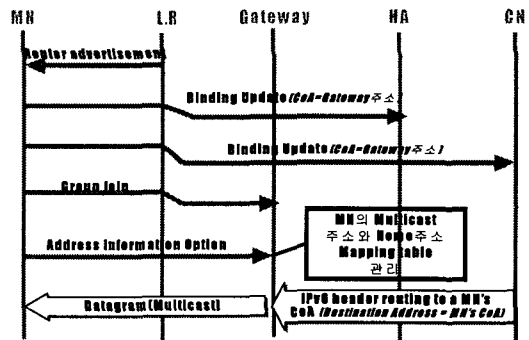 MN LR Gateway HA CN
Router advertisement
Binding Update (CoA=Gateway주소)
Binding Update (CoA=Gateway주소)
Group Join
MN의 Multicast
주소와 Home주소
Mapping table
관리
Address Information Option
Datagram(Multicast)
IPv6 header routing to a MN's
CoA (Destination Address = MN's CoA)